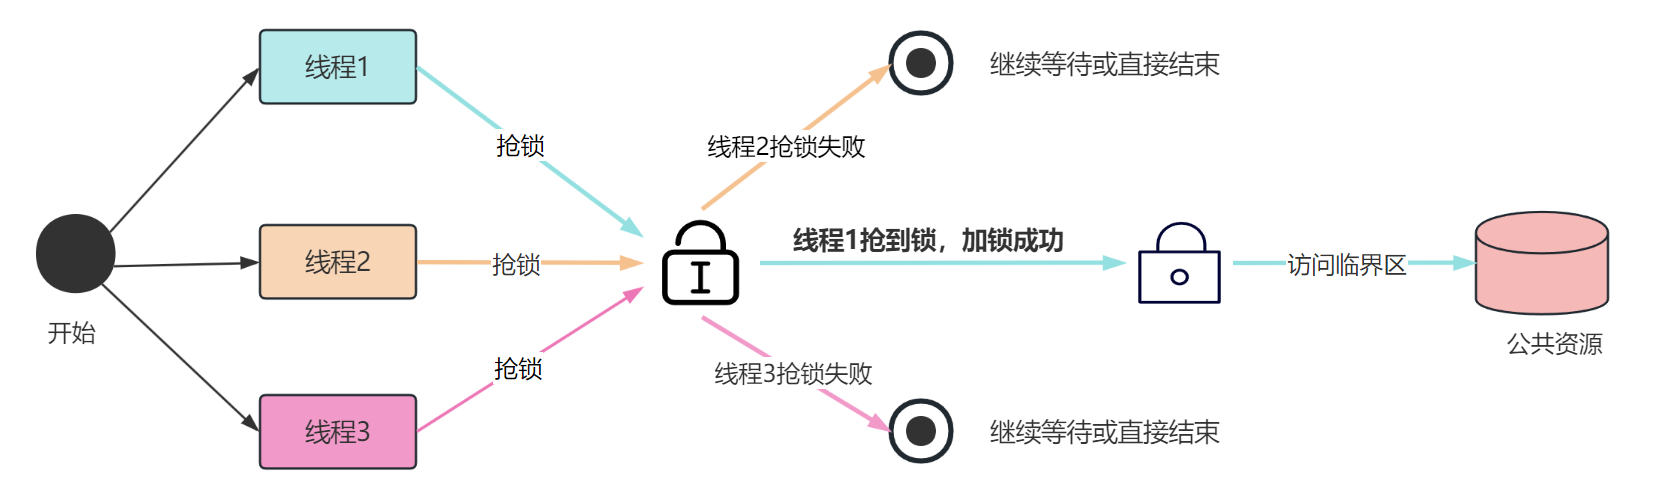 开始
线程1
线程2
线程3
抢锁
抢锁
抢锁
I
线程2抢锁失败
继续等待或直接结束
线程1抢到锁，加锁成功
访问临界区
公共资源
线程3抢锁失败
继续等待或直接结束